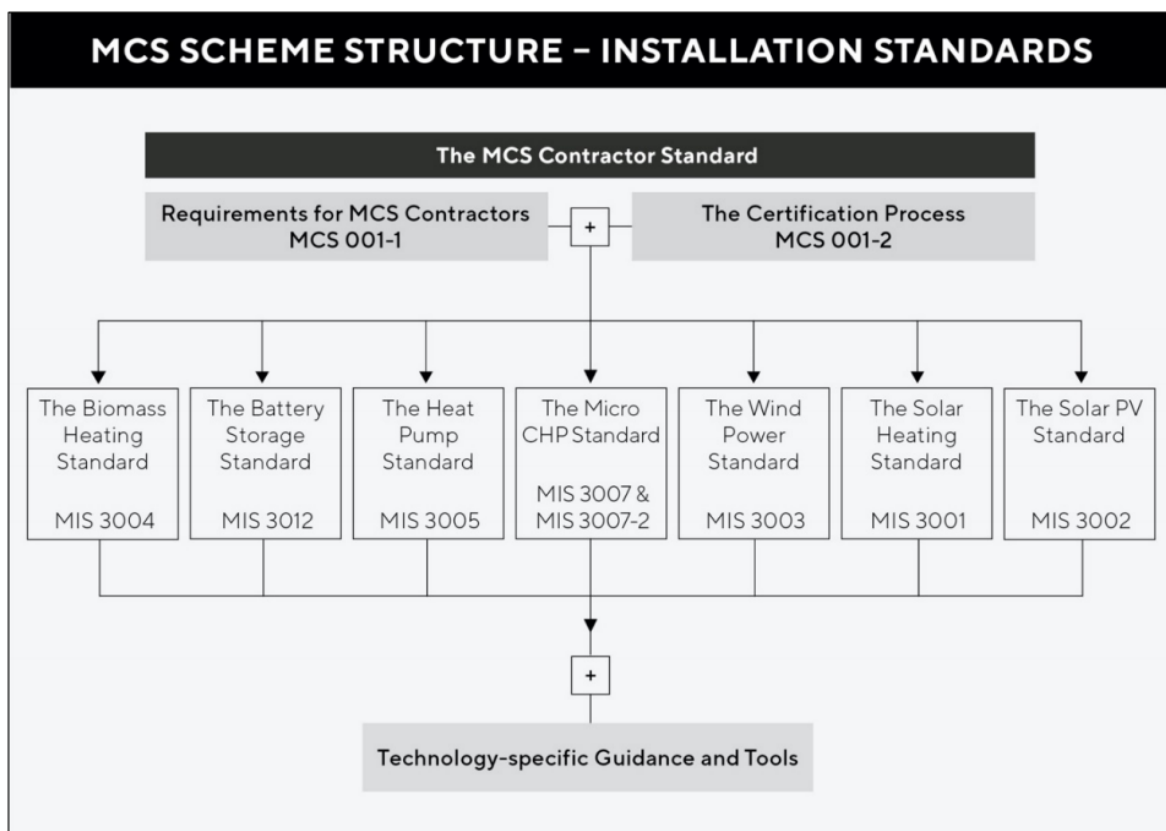 MCS SCHEME STRUCTURE – INSTALLATION STANDARDS
The MCS Contractor Standard
Requirements for MCS Contractors
MCS 001-1
+
The Certification Process
MCS 001-2
The Biomass
Heating
Standard
MIS 3004
The Battery
Storage
Standard
MIS 3012
The Heat
Pump
Standard
MIS 3005
The Micro
CHP Standard
MIS 3007 &
MIS 3007-2
The Wind
Power
Standard
MIS 3003
The Solar
Heating
Standard
MIS 3001
The Solar PV
Standard
MIS 3002
+
Technology-specific Guidance and Tools